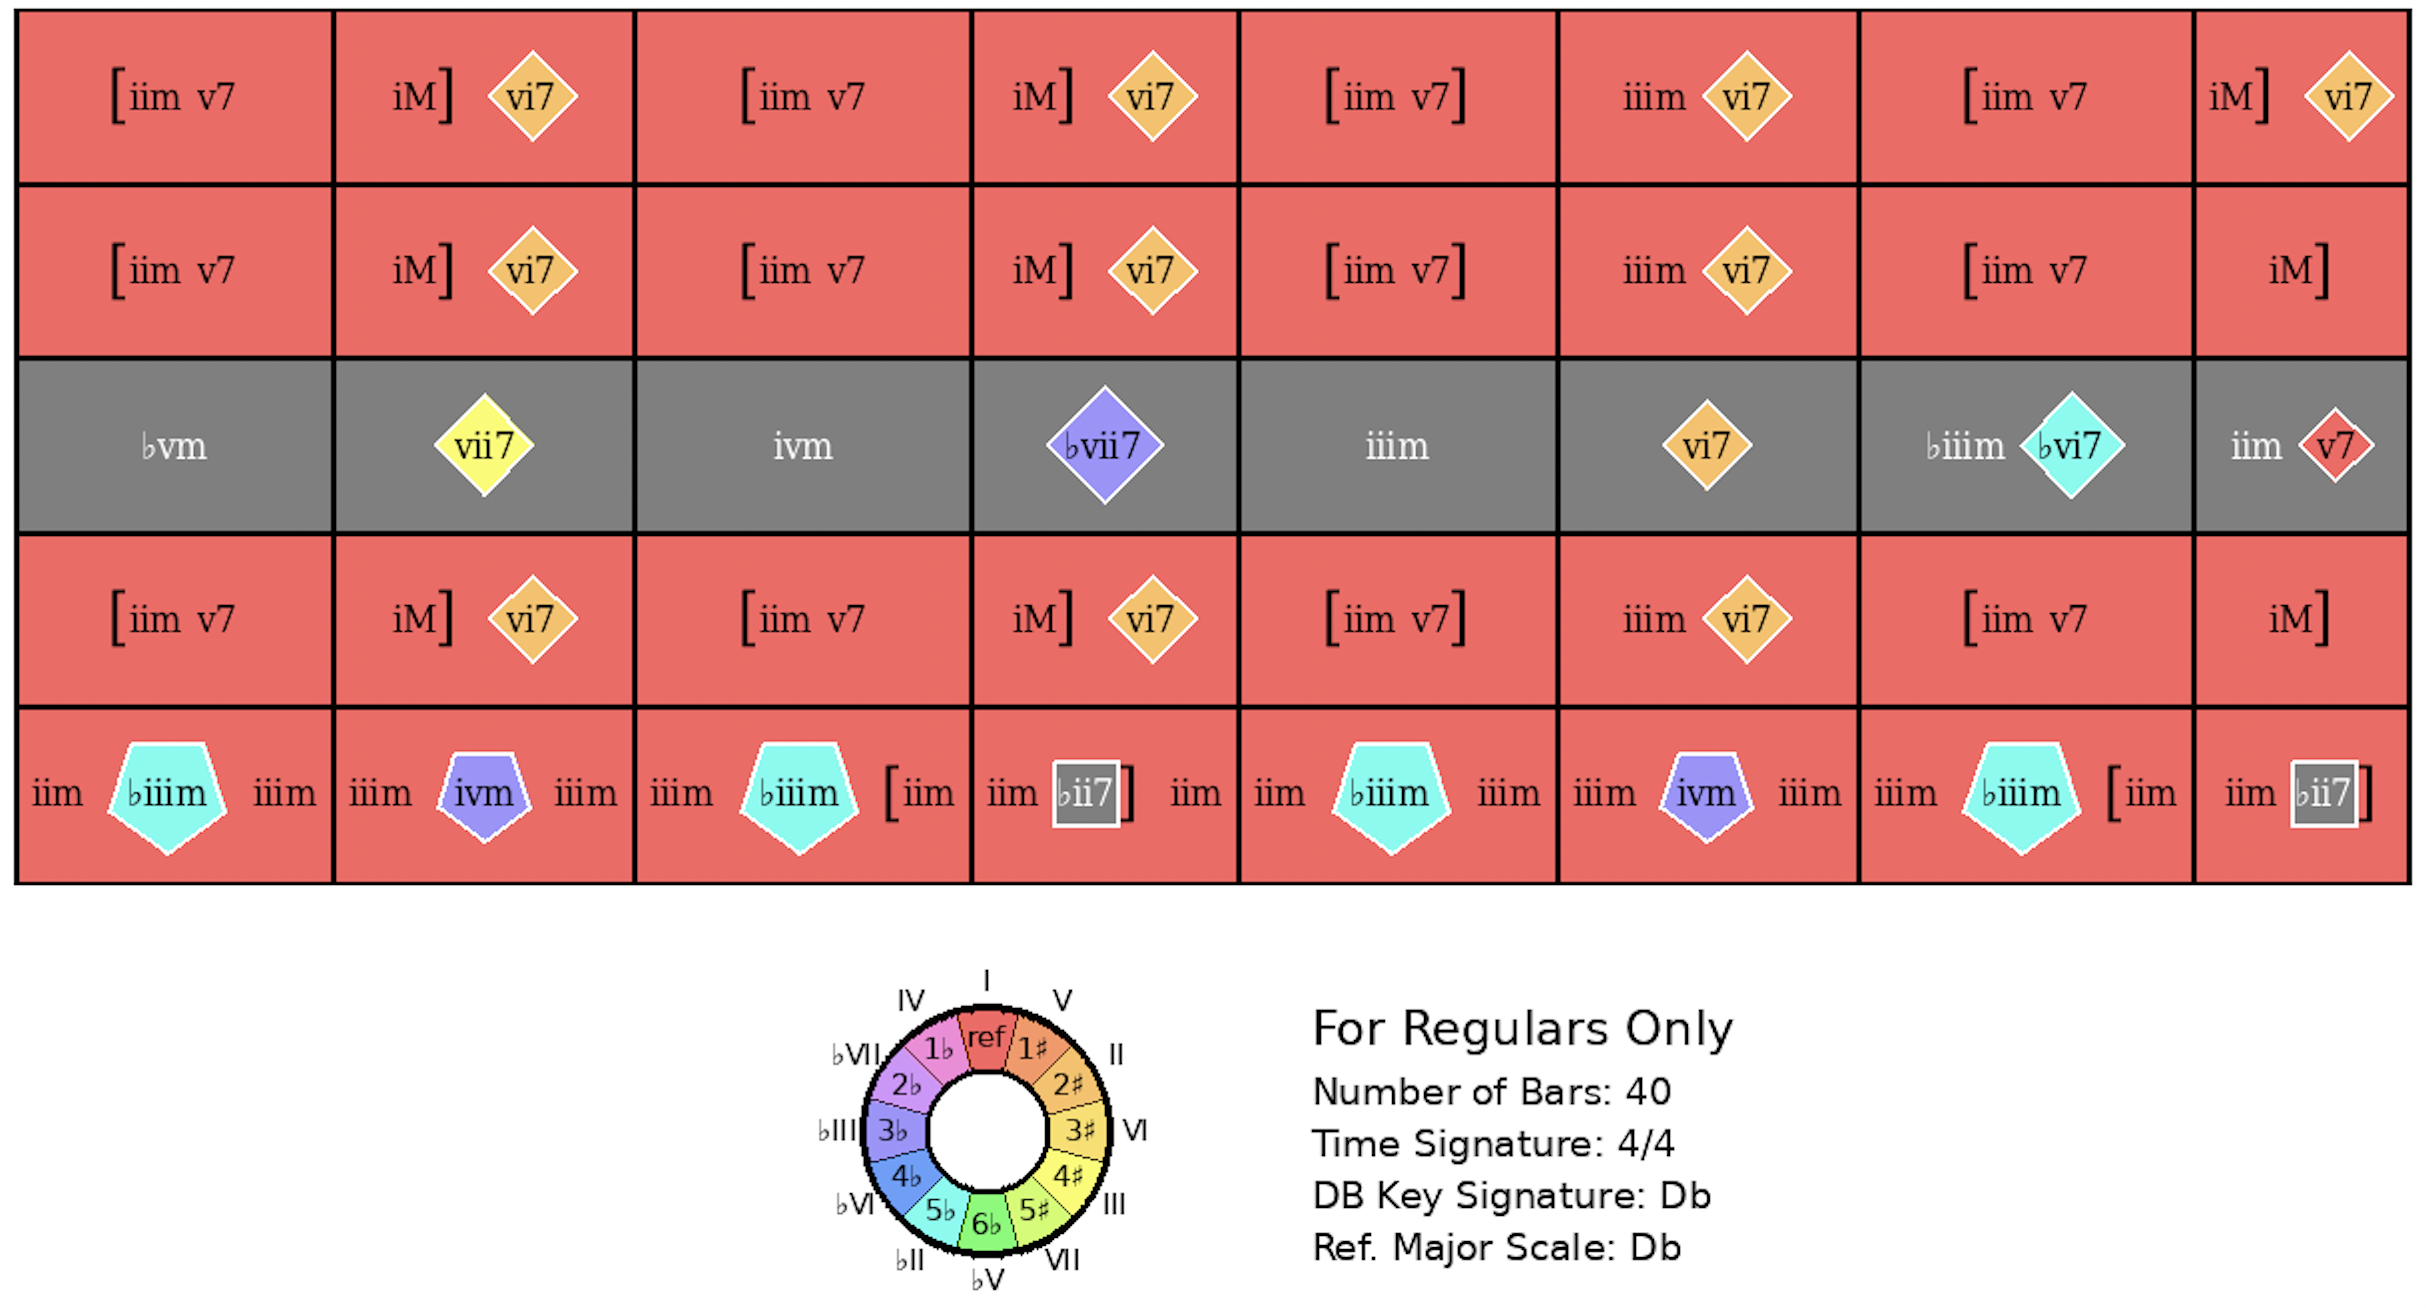 [iim v7 iM] vi7 [iim v7 iM] vi7 [iim v7] iiim vi7 [iim v7 iM] vi7
[iim v7 iM] vi7 [iim v7 iM] vi7 [iim v7] iiim vi7 [iim v7 iM]
♭vm vii7 ivm ♭vii7 iiim vi7 ♭iiim ♭vi7 iim v7
[iim v7 iM] vi7 [iim v7 iM] vi7 [iim v7] iiim vi7 [iim v7 iM]
iim ♭iiim iiim iiim ivm iiim iiim ♭iiim [iim iim ♭ii7] iim iim ♭iiim iiim iiim ivm iiim iiim ♭iiim [iim iim ♭ii7]
I
IV V
ref
1♭ 1♯
♭VII II
2♭ 2♯
♭III 3♭ 3♯ VI
4♭ 4♯
♭VI III
5♭ 5♯
6♭
♭II VII
♭V
For Regulars Only
Number of Bars: 40
Time Signature: 4/4
DB Key Signature: Db
Ref. Major Scale: Db